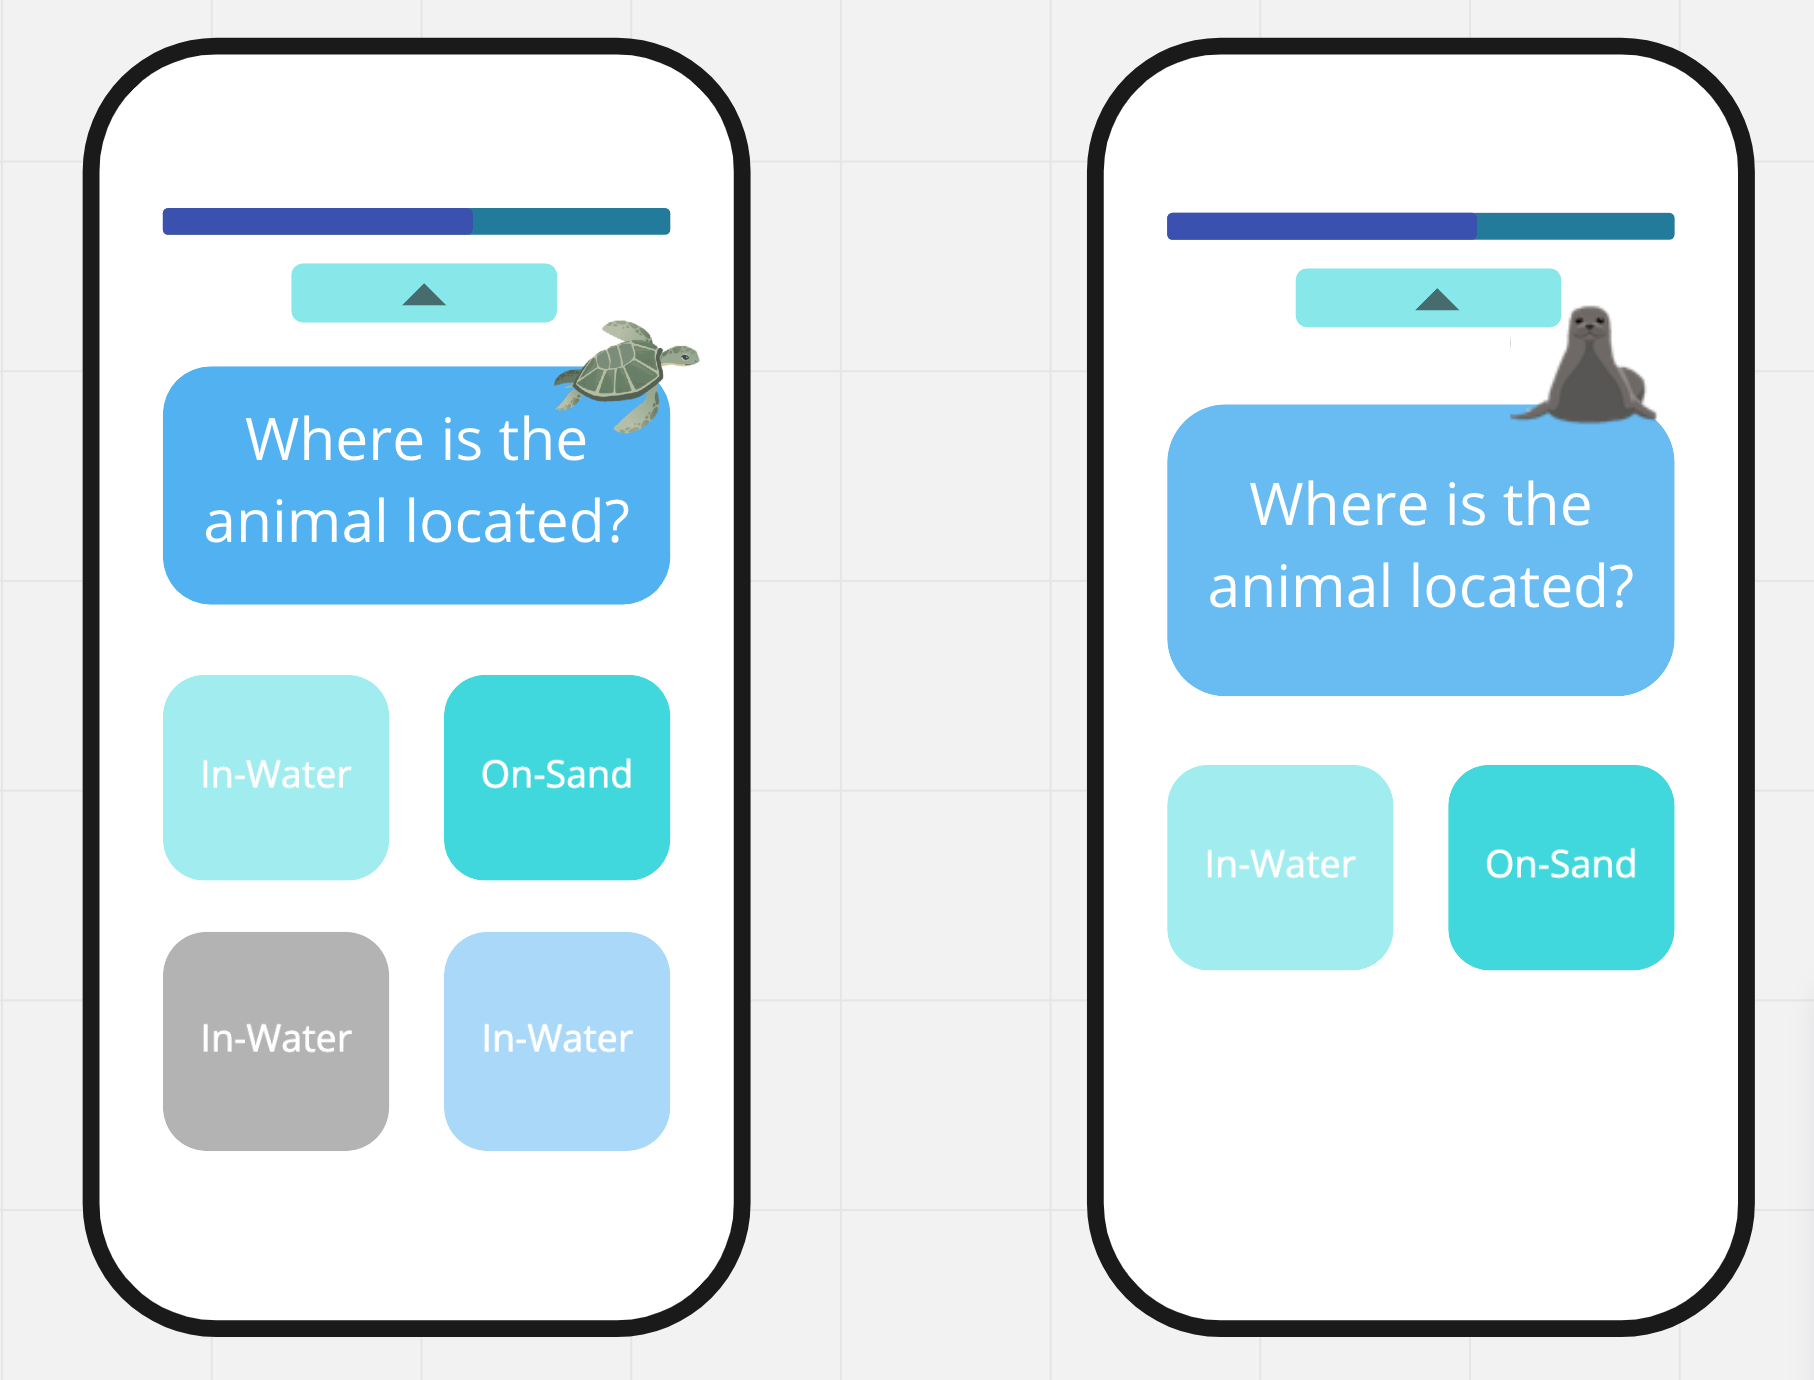 Where is the
animal located?
In-Water
On-Sand
In-Water
In-Water
Where is the
animal located?
In-Water
On-Sand